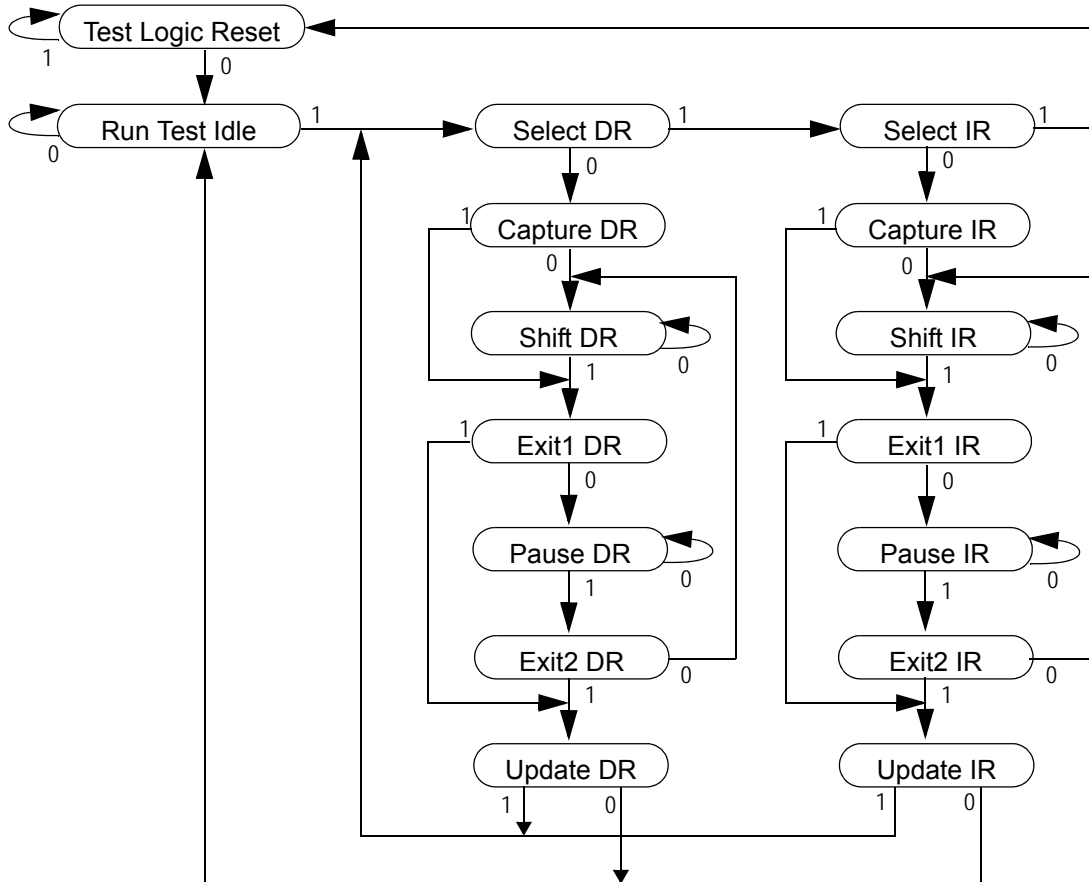 Test Logic Reset
1
0
Run Test Idle
1
Select DR
1
Select IR
1
0
0
0
1
Capture DR
1
Capture IR
0
0
Shift DR
0
Shift IR
0
1
1
1
Exit1 DR
1
Exit1 IR
0
0
Pause DR
0
Pause IR
0
1
1
Exit2 DR
0
Exit2 IR
0
1
1
Update DR
Update IR
1
0
1
0